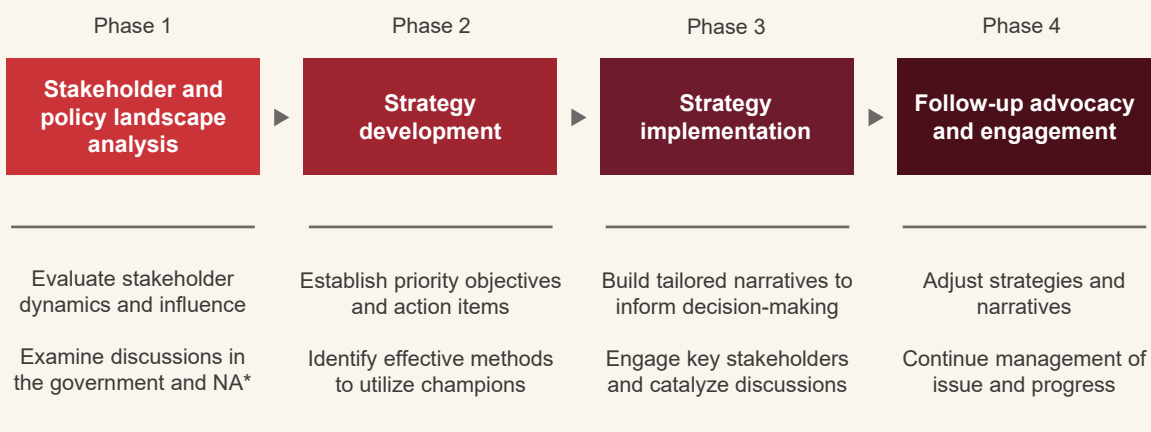 Phase 1
Stakeholder and
policy landscape
analysis
Evaluate stakeholder
dynamics and influence
Examine discussions in
the government and NA*
Phase 2
Strategy
development
Establish priority objectives
and action items
Identify effective methods
to utilize champions
Phase 3
Strategy
implementation
Build tailored narratives to
inform decision-making
Engage key stakeholders
and catalyze discussions
Phase 4
Follow-up advocacy
and engagement
Adjust strategies and
narratives
Continue management of
issue and progress